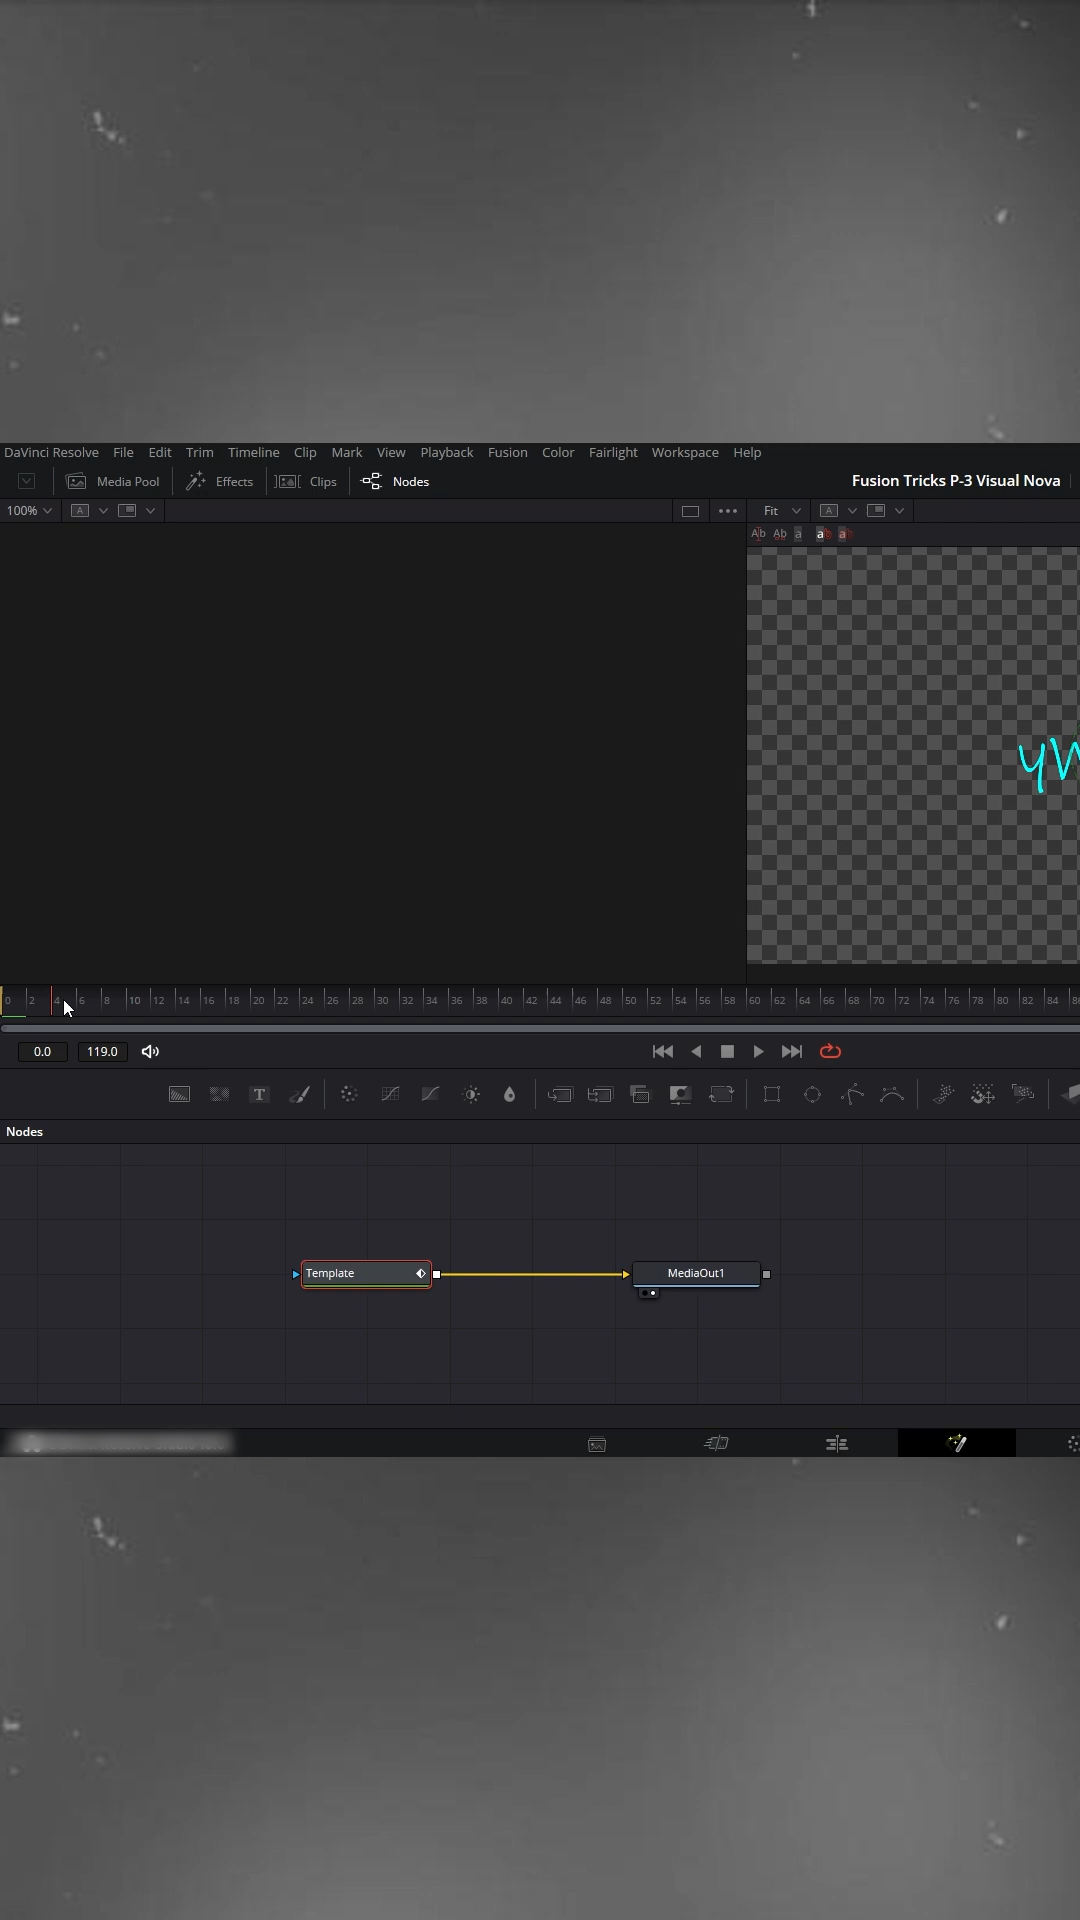 DaVinci Resolve File Edit Trim Timeline Clip Mark View Playback Fusion Color Fairlight Workspace Help
Media Pool Effects Clips Nodes Fusion Tricks P-3 Visual Nova
100% A Fit A
Ab Ab a ab ab
0 2 4 6 8 10 12 14 16 18 20 22 24 26 28 30 32 34 36 38 40 42 44 46 48 50 52 54 56 58 60 62 64 66 68 70 72 74 76 78 80 82 84
0.0 119.0
T
Nodes
Template MediaOut1